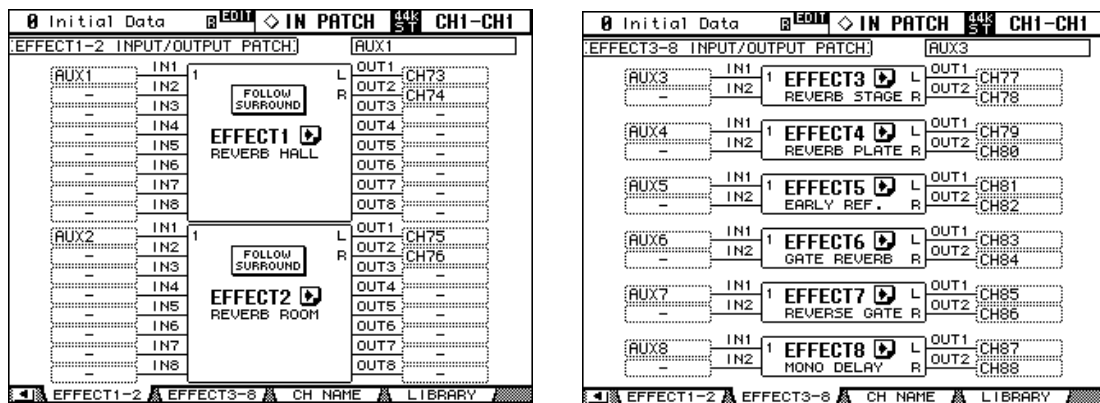 0 Initial Data R EDIT ◇ IN PATCH 44k ST CH1-CH1
EFFECT1-2 INPUT/OUTPUT PATCH AUX1
AUX1 IN1 1 L OUT1 CH73
- IN2 FOLLOW SURROUND R OUT2 CH74
- IN3 OUT3 -
- IN4 EFFECT1 OUT4 -
- IN5 REVERB HALL OUT5 -
- IN6 OUT6 -
- IN7 OUT7 -
- IN8 OUT8 -
AUX2 IN1 1 L OUT1 CH75
- IN2 FOLLOW SURROUND R OUT2 CH76
- IN3 OUT3 -
- IN4 EFFECT2 OUT4 -
- IN5 REVERB ROOM OUT5 -
- IN6 OUT6 -
- IN7 OUT7 -
- IN8 OUT8 -
EFFECT1-2 EFFECT3-8 CH NAME LIBRARY
0 Initial Data R EDIT ◇ IN PATCH 44k ST CH1-CH1
EFFECT3-8 INPUT/OUTPUT PATCH AUX3
AUX3 IN1 1 EFFECT3 L OUT1 CH77
- IN2 REVERB STAGE R OUT2 CH78
AUX4 IN1 1 EFFECT4 L OUT1 CH79
- IN2 REVERB PLATE R OUT2 CH80
AUX5 IN1 1 EFFECT5 L OUT1 CH81
- IN2 EARLY REF. R OUT2 CH82
AUX6 IN1 1 EFFECT6 L OUT1 CH83
- IN2 GATE REVERB R OUT2 CH84
AUX7 IN1 1 EFFECT7 L OUT1 CH85
- IN2 REVERSE GATE R OUT2 CH86
AUX8 IN1 1 EFFECT8 L OUT1 CH87
- IN2 MONO DELAY R OUT2 CH88
EFFECT1-2 EFFECT3-8 CH NAME LIBRARY